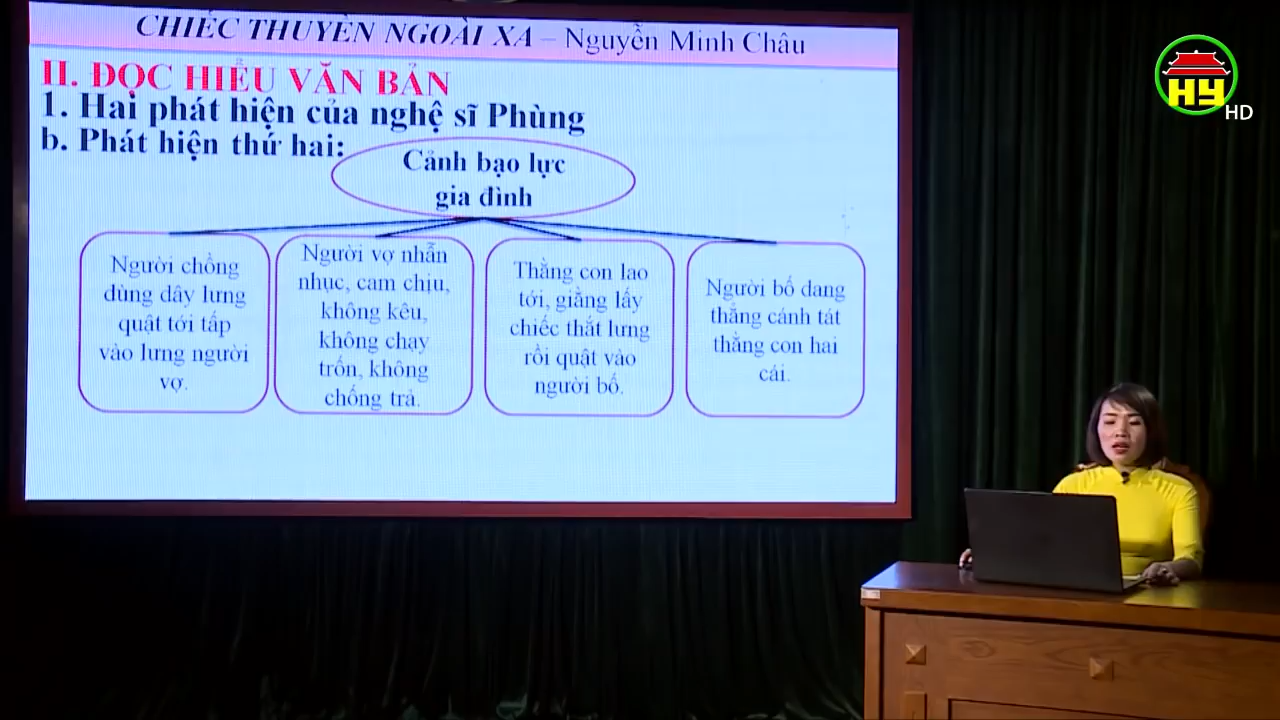 CHIẾC THUYỀN NGOÀI XA – Nguyễn Minh Châu
II. ĐỌC HIỂU VĂN BẢN
1. Hai phát hiện của nghệ sĩ Phùng
b. Phát hiện thứ hai:
Cảnh bạo lực
gia đình
Người chồng
dùng dây lưng
quật tới tấp
vào lưng người
vợ.
Người vợ nhẫn
nhục, cam chịu,
không kêu,
không chạy
trốn, không
chống trả.
Thằng con lao
tới, giằng lấy
chiếc thắt lưng
rồi quật vào
người bố.
Người bố dang
thẳng cánh tát
thằng con hai
cái.
HY
HD